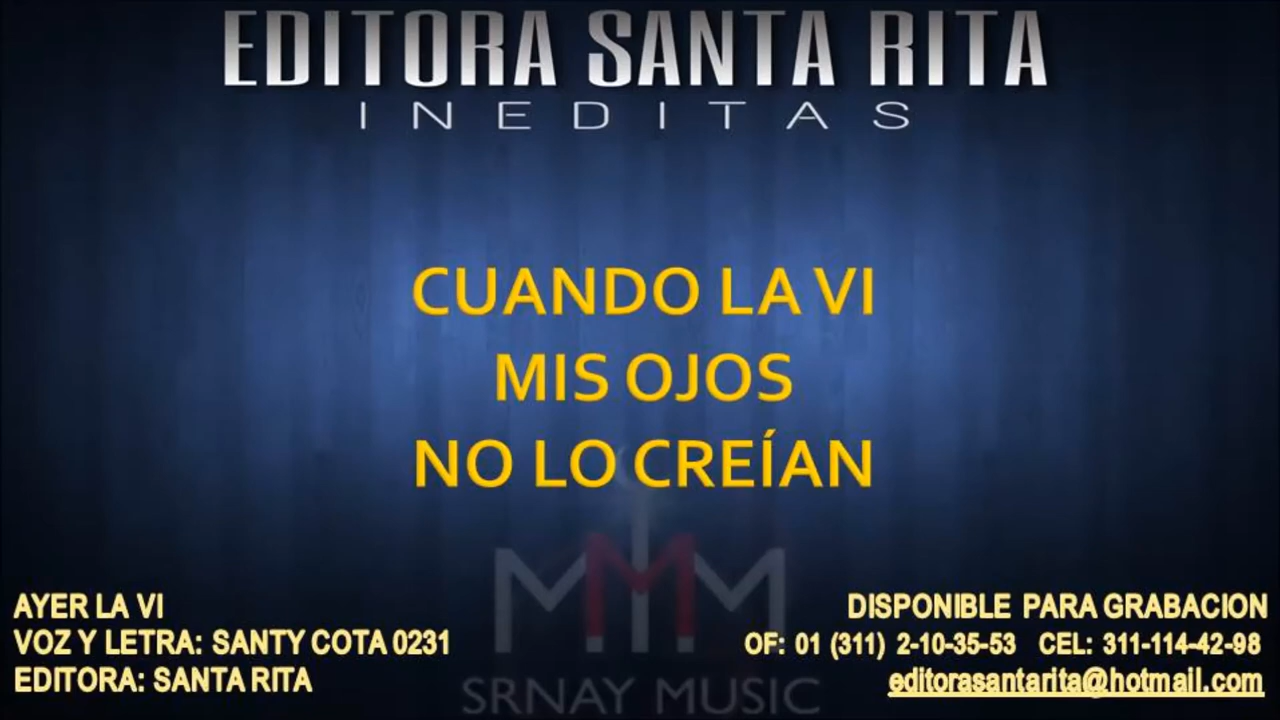 EDITORA SANTA RITA
INEDITAS
CUANDO LA VI
MIS OJOS
NO LO CREÍAN
SRNAY MUSIC
AYER LA VI
VOZ Y LETRA: SANTY COTA 0231
EDITORA: SANTA RITA
DISPONIBLE PARA GRABACION
OF: 01 (311) 2-10-35-53 CEL: 311-114-42-98
editorasantarita@hotmail.com